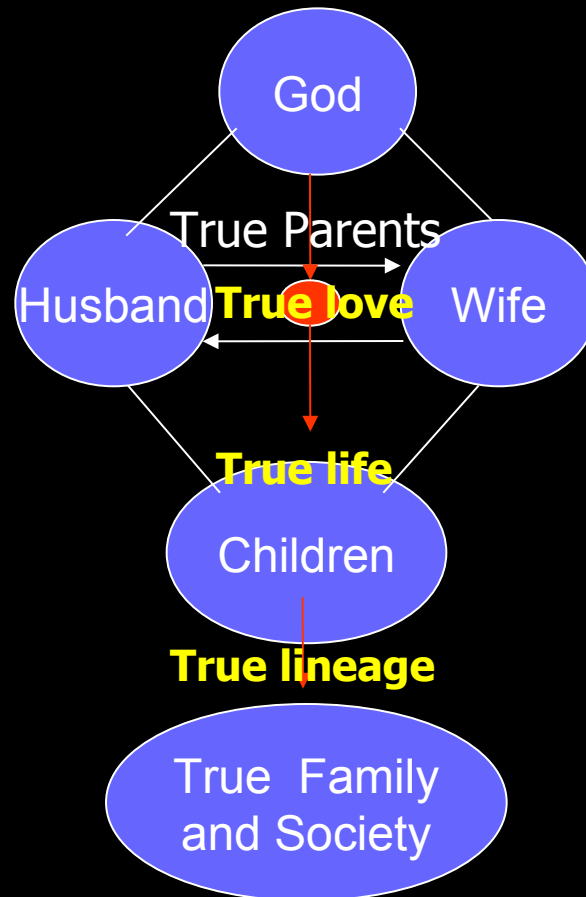 God
True Parents
Husband True love Wife
True life
Children
True lineage
True Family
and Society